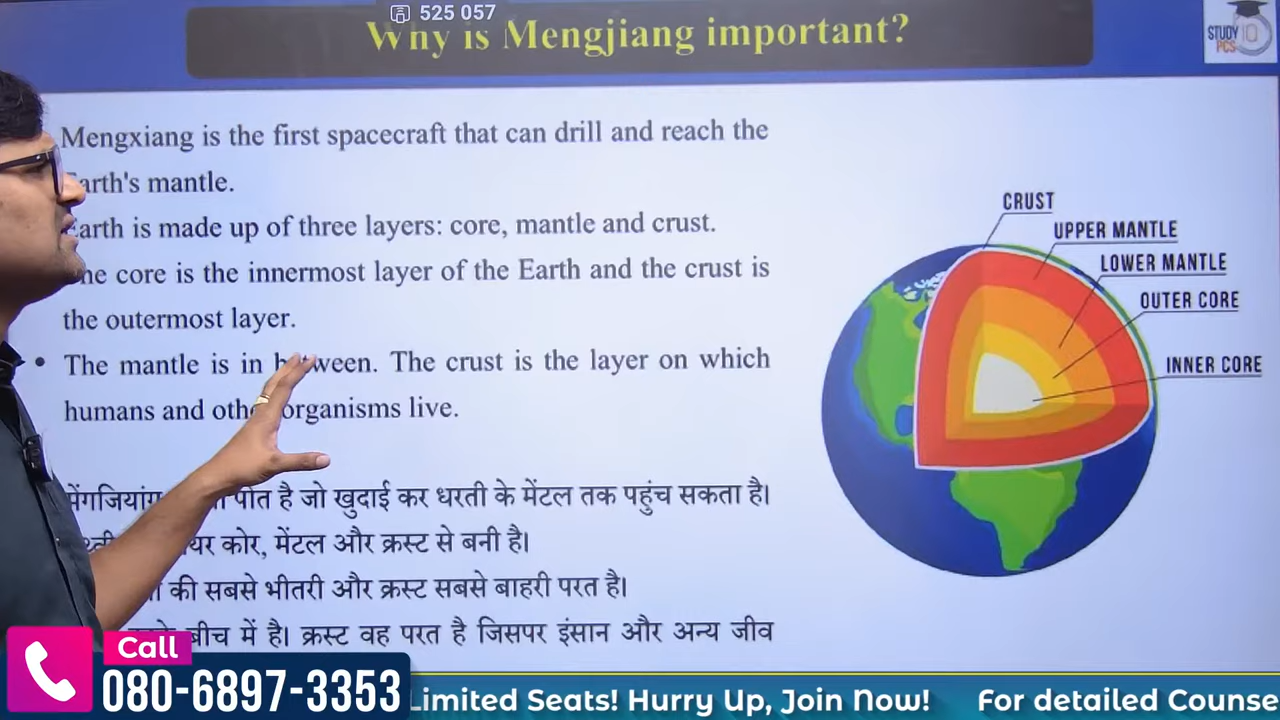 525 057
Why is Mengjiang important?
STUDY IQ
PCS
Mengxiang is the first spacecraft that can drill and reach the
Earth's mantle.
Earth is made up of three layers: core, mantle and crust.
The core is the innermost layer of the Earth and the crust is
the outermost layer.
• The mantle is in between. The crust is the layer on which
humans and other organisms live.
CRUST
UPPER MANTLE
LOWER MANTLE
OUTER CORE
INNER CORE
मेंगजियांग पोत है जो खुदाई कर धरती के मेंटल तक पहुंच सकता है।
कोर, मेंटल और क्रस्ट से बनी है।
की सबसे भीतरी और क्रस्ट सबसे बाहरी परत है।
बीच में है। क्रस्ट वह परत है जिसपर इंसान और अन्य जीव
Call
080-6897-3353
Limited Seats! Hurry Up, Join Now! For detailed Counse